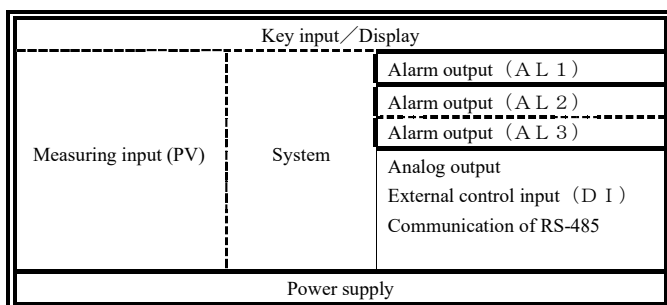 Key input／Display
Alarm output（ＡＬ１）
Alarm output（ＡＬ２）
Alarm output（ＡＬ３）
Measuring input (PV)
System
Analog output
External control input（ＤＩ）
Communication of RS-485
Power supply